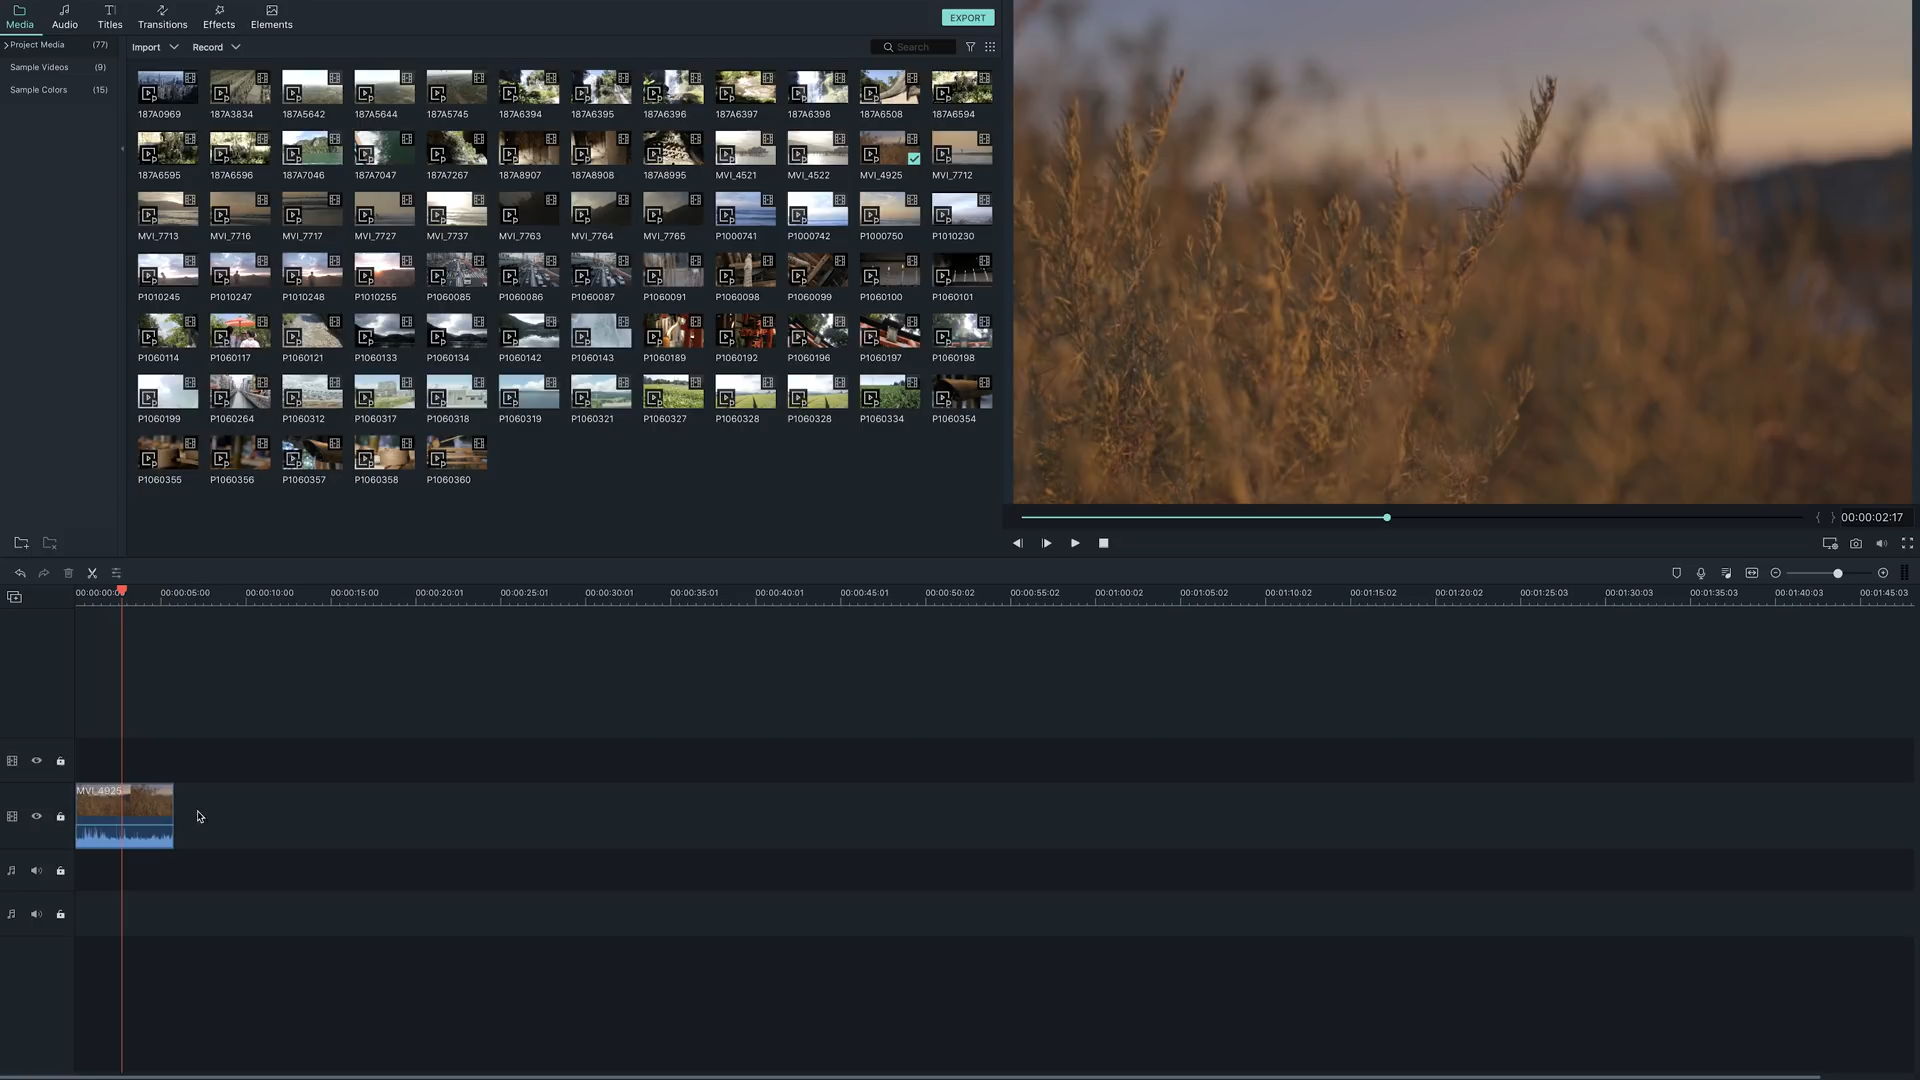 Media Audio Titles Transitions Effects Elements EXPORT
Project Media (77) Import Record Search
Sample Videos (9)
Sample Colors (15)
187A0969 187A3834 187A5642 187A5644 187A5745 187A6394 187A6395 187A6396 187A6397 187A6398 187A6508 187A6594
187A6595 187A6596 187A7046 187A7047 187A7267 187A8907 187A8908 187A8995 MVI_4521 MVI_4522 MVI_4925 MVI_7712
MVI_7713 MVI_7716 MVI_7717 MVI_7727 MVI_7737 MVI_7763 MVI_7764 MVI_7765 P1000741 P1000742 P1000750 P1010230
P1010245 P1010247 P1010248 P1010255 P1060085 P1060086 P1060087 P1060091 P1060098 P1060099 P1060100 P1060101
P1060114 P1060117 P1060121 P1060133 P1060134 P1060142 P1060143 P1060189 P1060192 P1060196 P1060197 P1060198
P1060199 P1060264 P1060312 P1060317 P1060318 P1060319 P1060321 P1060327 P1060328 P1060328 P1060334 P1060354
P1060355 P1060356 P1060357 P1060358 P1060360
{ } 00:00:02:17
00:00:00:0 00:00:05:00 00:00:10:00 00:00:15:00 00:00:20:01 00:00:25:01 00:00:30:01 00:00:35:01 00:00:40:01 00:00:45:01 00:00:50:02 00:00:55:02 00:01:00:02 00:01:05:02 00:01:10:02 00:01:15:02 00:01:20:02 00:01:25:03 00:01:30:03 00:01:35:03 00:01:40:03 00:01:45:03
MVI_4925